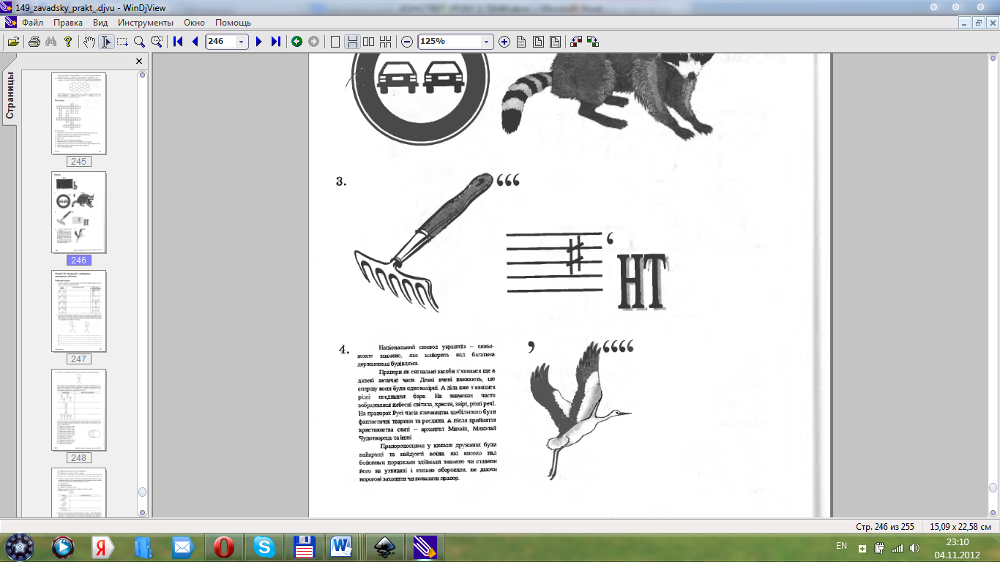 149_zavadsky_prakt_.djvu - WinDjView
Файл Правка Вид Инструменты Окно Помощь
246 125%
Страницы
245
246
247
248
3.
НТ
4.
Національний символ українців – синьо-
жовте знамено, яке майорить над багатьма
державними будівлями.
Прапори як сигнальні засоби з'явилися ще в
далекі античні часи. Деякі вчені вважають, що
спершу вони були одноколірні. А діла вже з'явилися
різні поєднання барв. На знаменах часто
зображалися небесні світила, хрести, звірі, різні речі.
На прапорах Русі часів язичництва здебільшого були
фантастичні тварини та рослини. А після прийняття
християнства святі – архангел Михаїл, Миколай
Чудотворець та інші
Прапороносцями у княжих дружинах були
найкращі та найдужчі воїни, які високо над
бойовими порядками здіймали знамено чи ставили
його на узвишші і пильно обороняли, не даючи
ворогові захопити чи повалити прапор.
Стр. 246 из 255 15,09 x 22,58 см
EN 23:10
04.11.2012